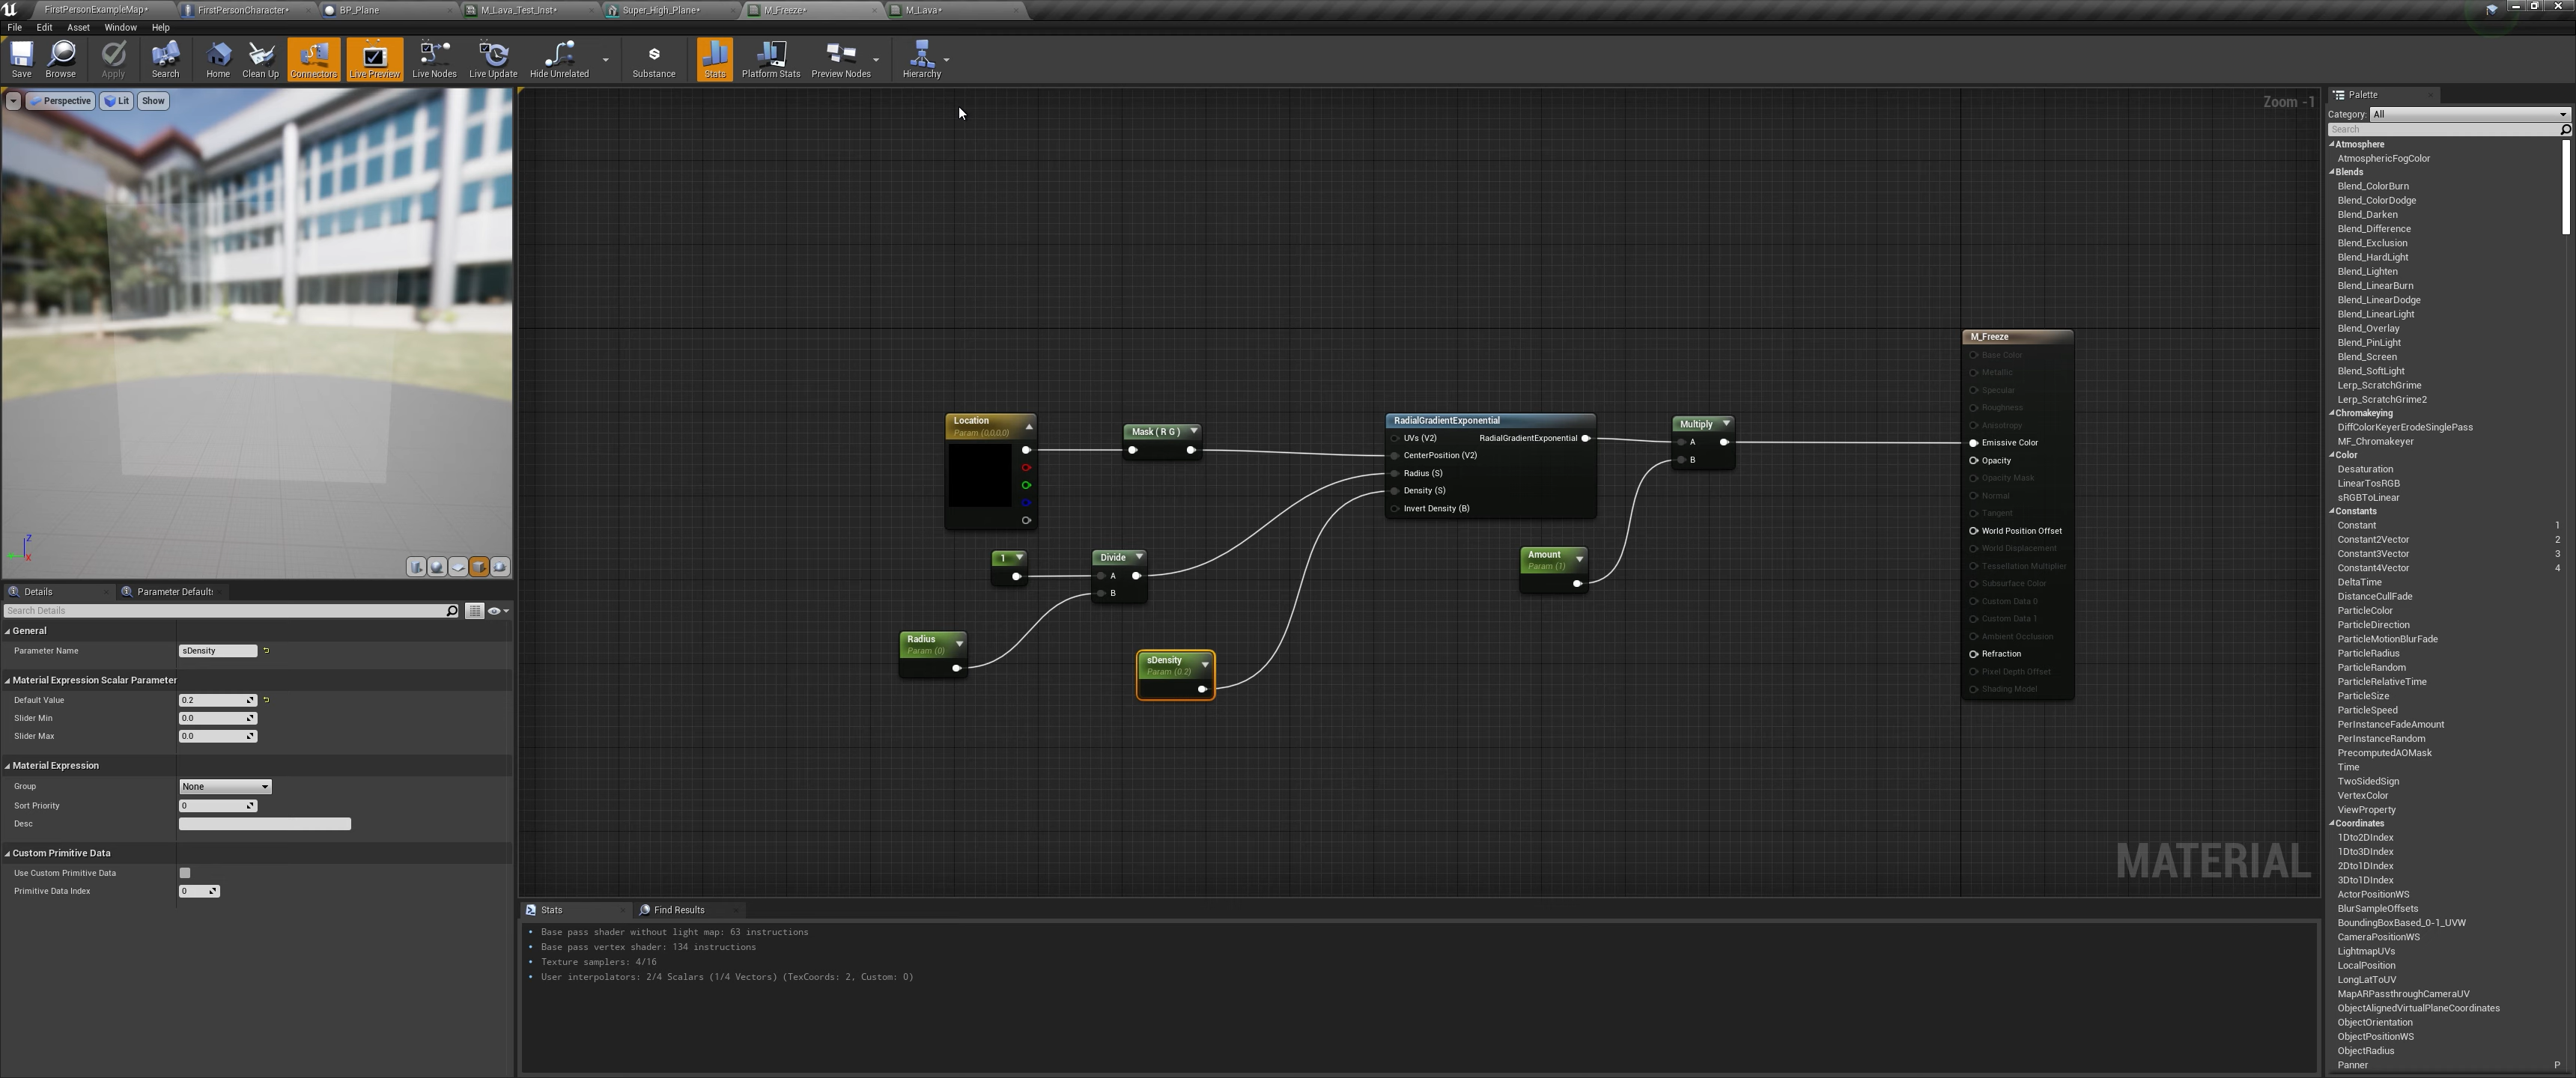 FirstPersonExampleMap*
FirstPersonCharacter*
BP_Plane
M_Lava_Test_Inst*
Super_High_Plane*
M_Freeze*
M_Lava*
File
Edit
Asset
Window
Help
Save
Browse
Apply
Search
Home
Clean Up
Connectors
Live Preview
Live Nodes
Live Update
Hide Unrelated
Substance
Stats
Platform Stats
Preview Nodes
Hierarchy
Perspective
Lit
Show
Z
X
Details
Parameter Defaults
Search Details
General
Parameter Name
sDensity
Material Expression Scalar Parameter
Default Value
0.2
Slider Min
0.0
Slider Max
0.0
Material Expression
Group
None
Sort Priority
0
Desc
Custom Primitive Data
Use Custom Primitive Data
Primitive Data Index
0
Zoom -1
Location
Param (0,0,0,0)
Mask ( R G )
1
Divide
A
B
Radius
Param (0)
sDensity
Param (0.2)
RadialGradientExponential
UVs (V2)
RadialGradientExponential
CenterPosition (V2)
Radius (S)
Density (S)
Invert Density (B)
Amount
Param (1)
Multiply
A
B
M_Freeze
Base Color
Metallic
Specular
Roughness
Anisotropy
Emissive Color
Opacity
Opacity Mask
Normal
Tangent
World Position Offset
World Displacement
Tessellation Multiplier
Subsurface Color
Custom Data 0
Custom Data 1
Ambient Occlusion
Refraction
Pixel Depth Offset
Shading Model
MATERIAL
Stats
Find Results
Base pass shader without light map: 63 instructions
Base pass vertex shader: 134 instructions
Texture samplers: 4/16
User interpolators: 2/4 Scalars (1/4 Vectors) (TexCoords: 2, Custom: 0)
Palette
Category:
All
Search
Atmosphere
AtmosphericFogColor
Blends
Blend_ColorBurn
Blend_ColorDodge
Blend_Darken
Blend_Difference
Blend_Exclusion
Blend_HardLight
Blend_Lighten
Blend_LinearBurn
Blend_LinearDodge
Blend_LinearLight
Blend_Overlay
Blend_PinLight
Blend_Screen
Blend_SoftLight
Lerp_ScratchGrime
Lerp_ScratchGrime2
Chromakeying
DiffColorKeyerErodeSinglePass
MF_Chromakeyer
Color
Desaturation
LinearTosRGB
sRGBToLinear
Constants
Constant 1
Constant2Vector 2
Constant3Vector 3
Constant4Vector 4
DeltaTime
DistanceCullFade
ParticleColor
ParticleDirection
ParticleMotionBlurFade
ParticleRadius
ParticleRandom
ParticleRelativeTime
ParticleSize
ParticleSpeed
PerInstanceFadeAmount
PerInstanceRandom
PrecomputedAOMask
Time
TwoSidedSign
VertexColor
ViewProperty
Coordinates
1Dto2DIndex
1Dto3DIndex
2Dto1DIndex
3Dto1DIndex
ActorPositionWS
BlurSampleOffsets
BoundingBoxBased_0-1_UVW
CameraPositionWS
LightmapUVs
LocalPosition
LongLatToUV
MapARPassthroughCameraUV
ObjectAlignedVirtualPlaneCoordinates
ObjectOrientation
ObjectPositionWS
ObjectRadius
Panner P